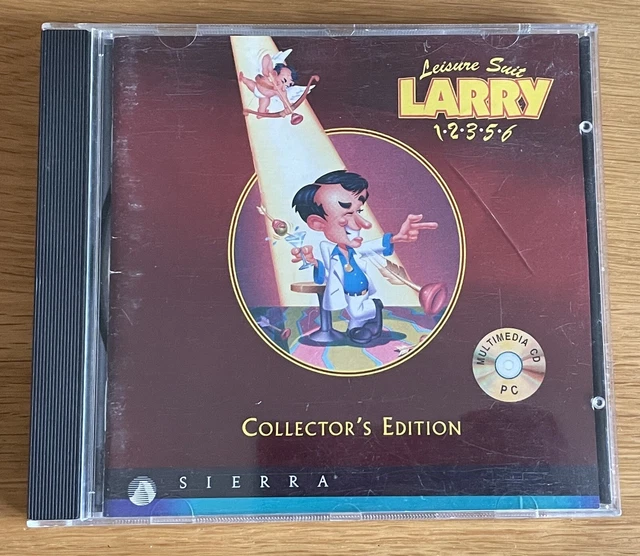 Leisure Suit
LARRY
1·2·3·5·6
MULTIMEDIA CD
PC
COLLECTOR'S EDITION
SIERRA®